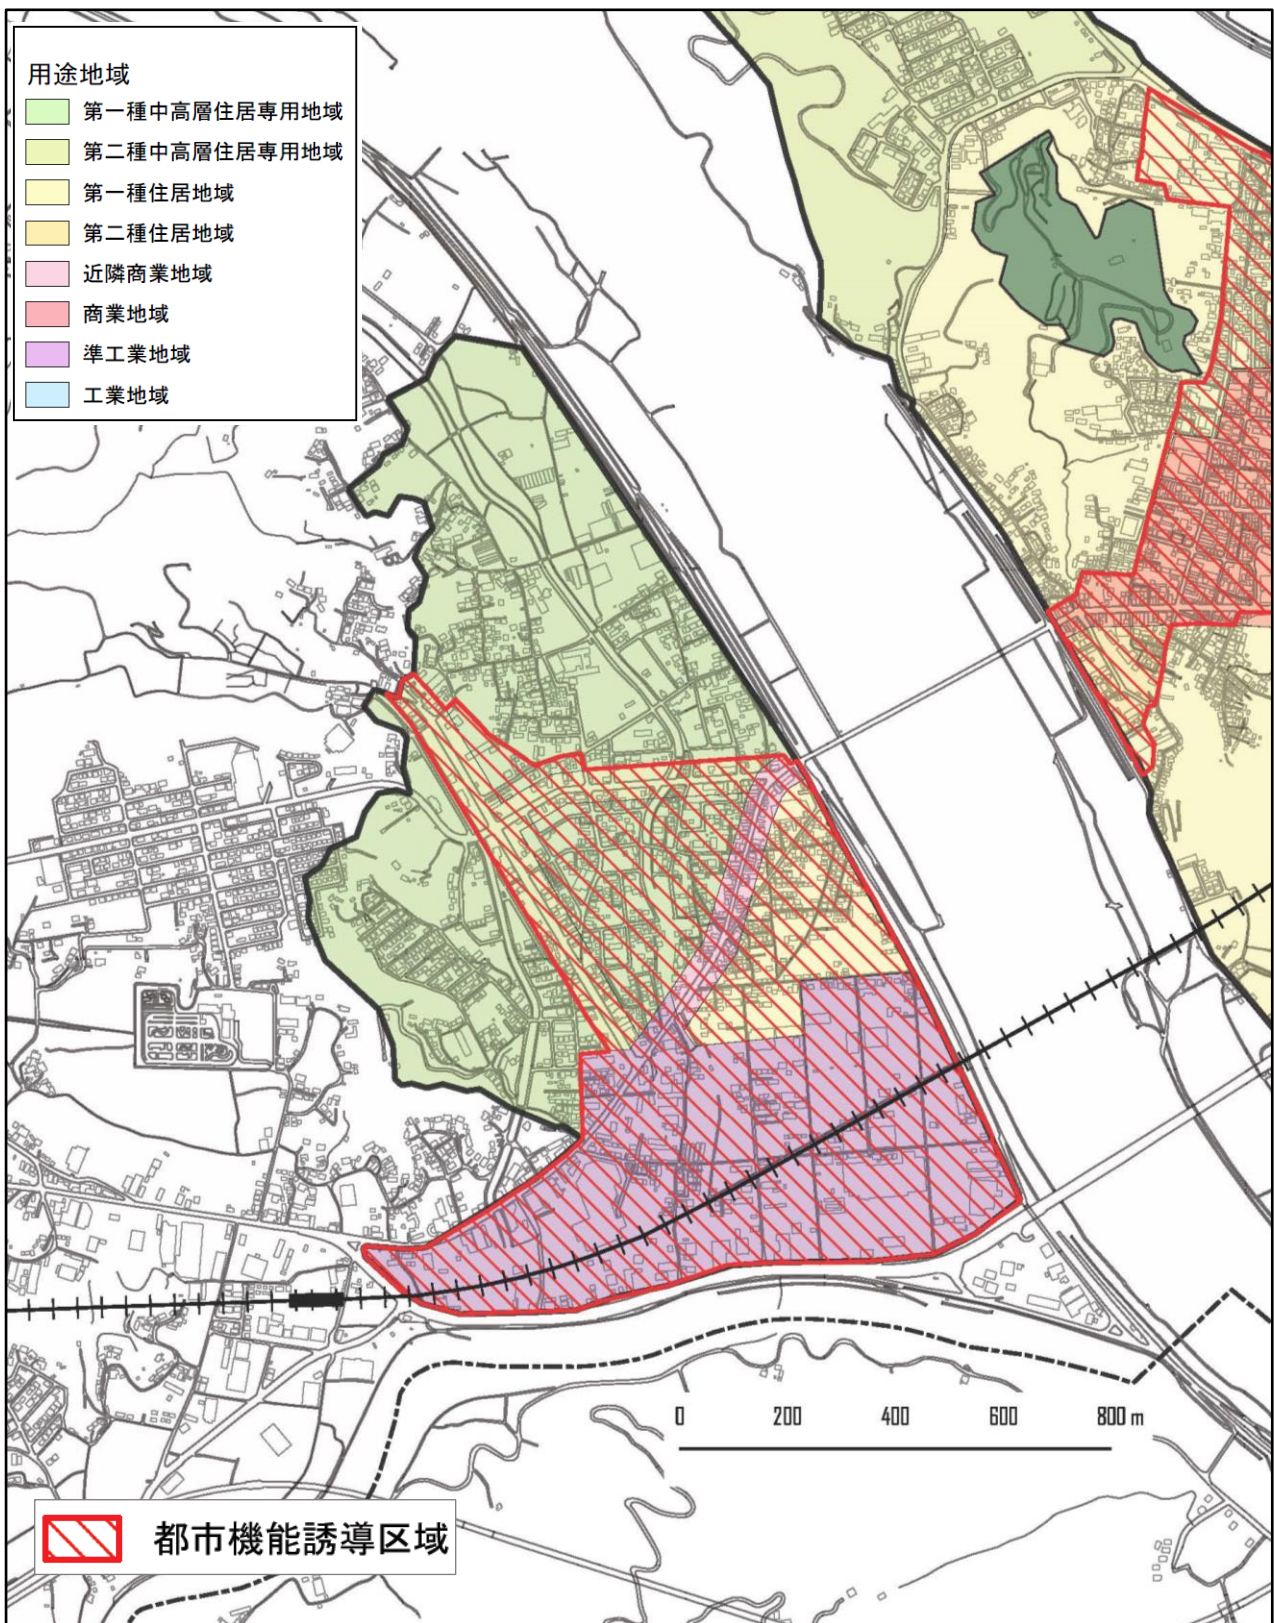 用途地域
第一種中高層住居専用地域
第二種中高層住居専用地域
第一種住居地域
第二種住居地域
近隣商業地域
商業地域
準工業地域
工業地域
0 200 400 600 800 m
都市機能誘導区域